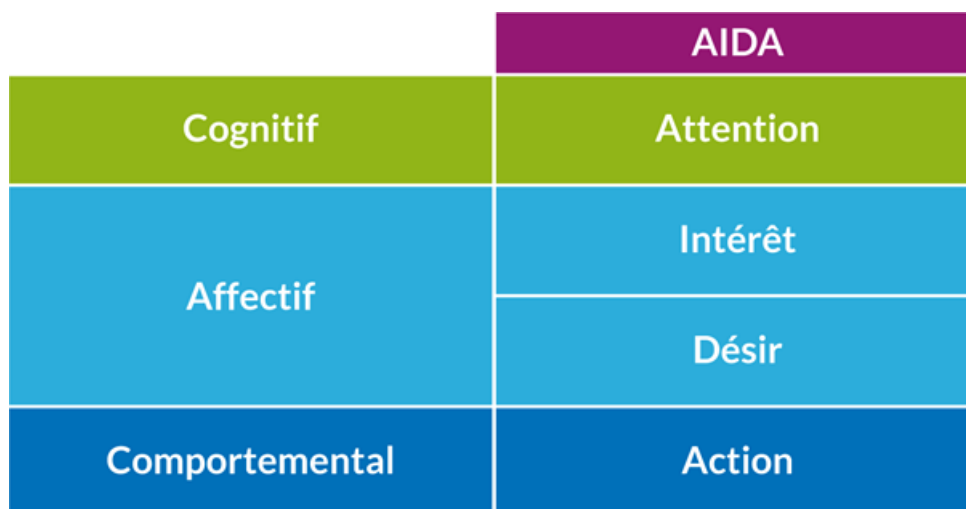 AIDA
Cognitif
Attention
Affectif
Intérêt
Désir
Comportemental
Action